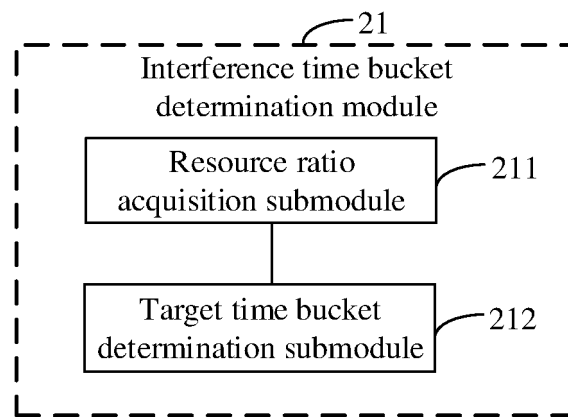 21
Interference time bucket
determination module
Resource ratio
acquisition submodule
211
Target time bucket
determination submodule
212